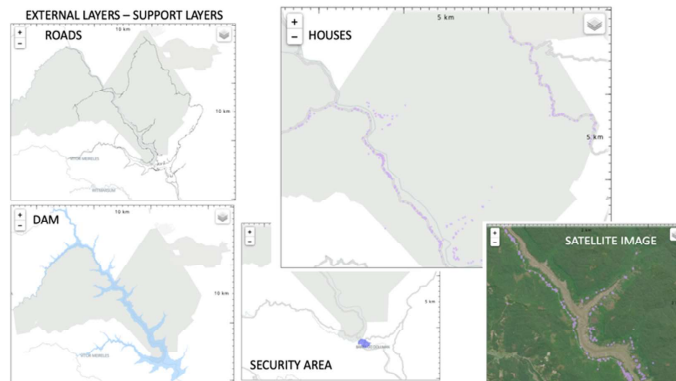 EXTERNAL LAYERS – SUPPORT LAYERS
10 km
ROADS
10 km
5 km
HOUSES
5 km
DAM
10 km
10 km
5 km
SECURITY AREA
SATELLITE IMAGE